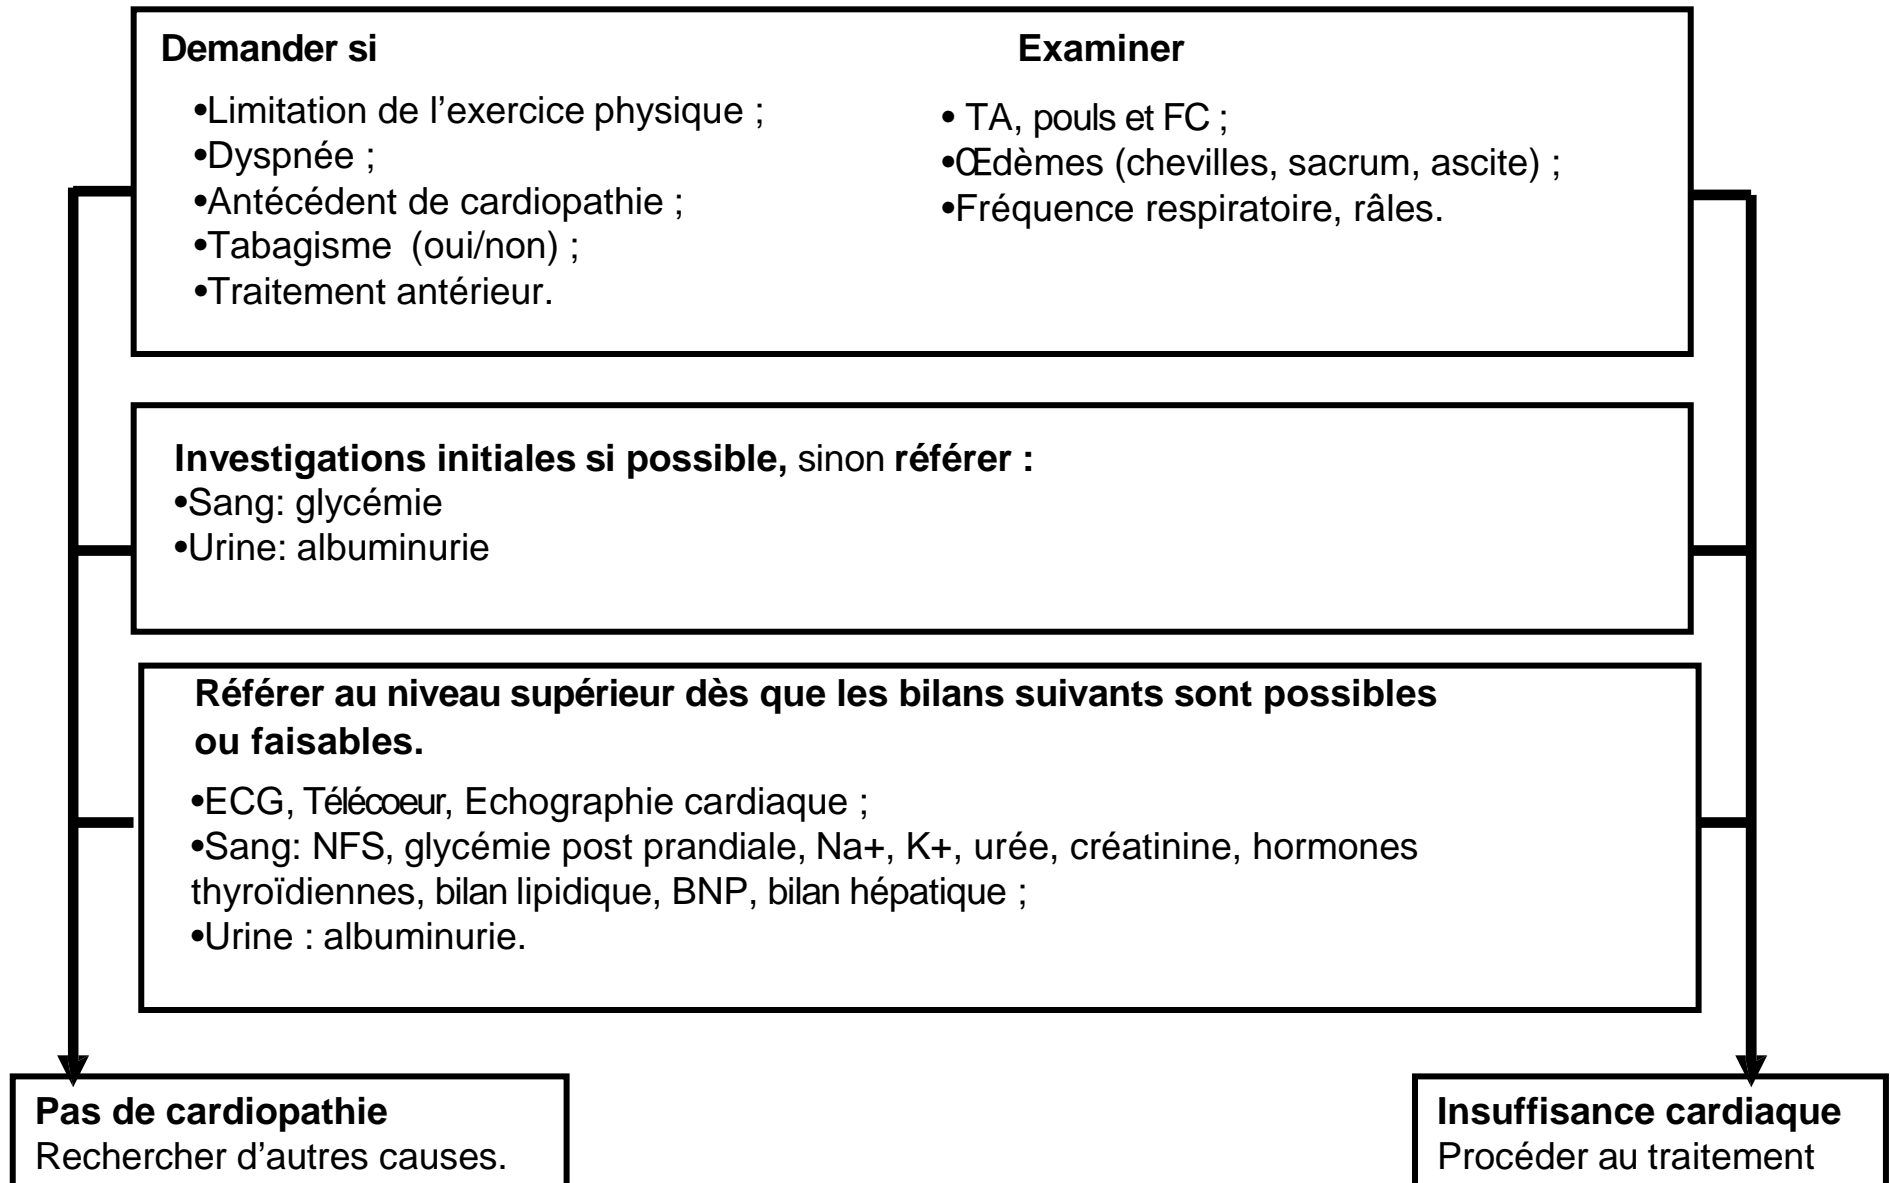 Demander si
•Limitation de l’exercice physique ;
•Dyspnée ;
•Antécédent de cardiopathie ;
•Tabagisme (oui/non) ;
•Traitement antérieur.
Examiner
• TA, pouls et FC ;
•Œdèmes (chevilles, sacrum, ascite) ;
•Fréquence respiratoire, râles.
Investigations initiales si possible, sinon référer :
•Sang: glycémie
•Urine: albuminurie
Référer au niveau supérieur dès que les bilans suivants sont possibles
ou faisables.
•ECG, Télécoeur, Echographie cardiaque ;
•Sang: NFS, glycémie post prandiale, Na+, K+, urée, créatinine, hormones
thyroïdiennes, bilan lipidique, BNP, bilan hépatique ;
•Urine : albuminurie.
Pas de cardiopathie
Rechercher d’autres causes.
Insuffisance cardiaque
Procéder au traitement